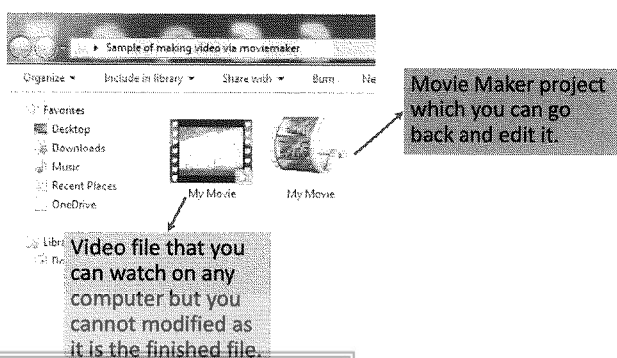 Sample of making video via moviemaker
Organize Include in library Share with Burn Ne
Favorites
Desktop
Downloads
Music
Recent Places
OneDrive
My Movie
My Movie
Movie Maker project
which you can go
back and edit it.
Libr
Video file that you
can watch on any
computer but you
cannot modified as
it is the finished file.